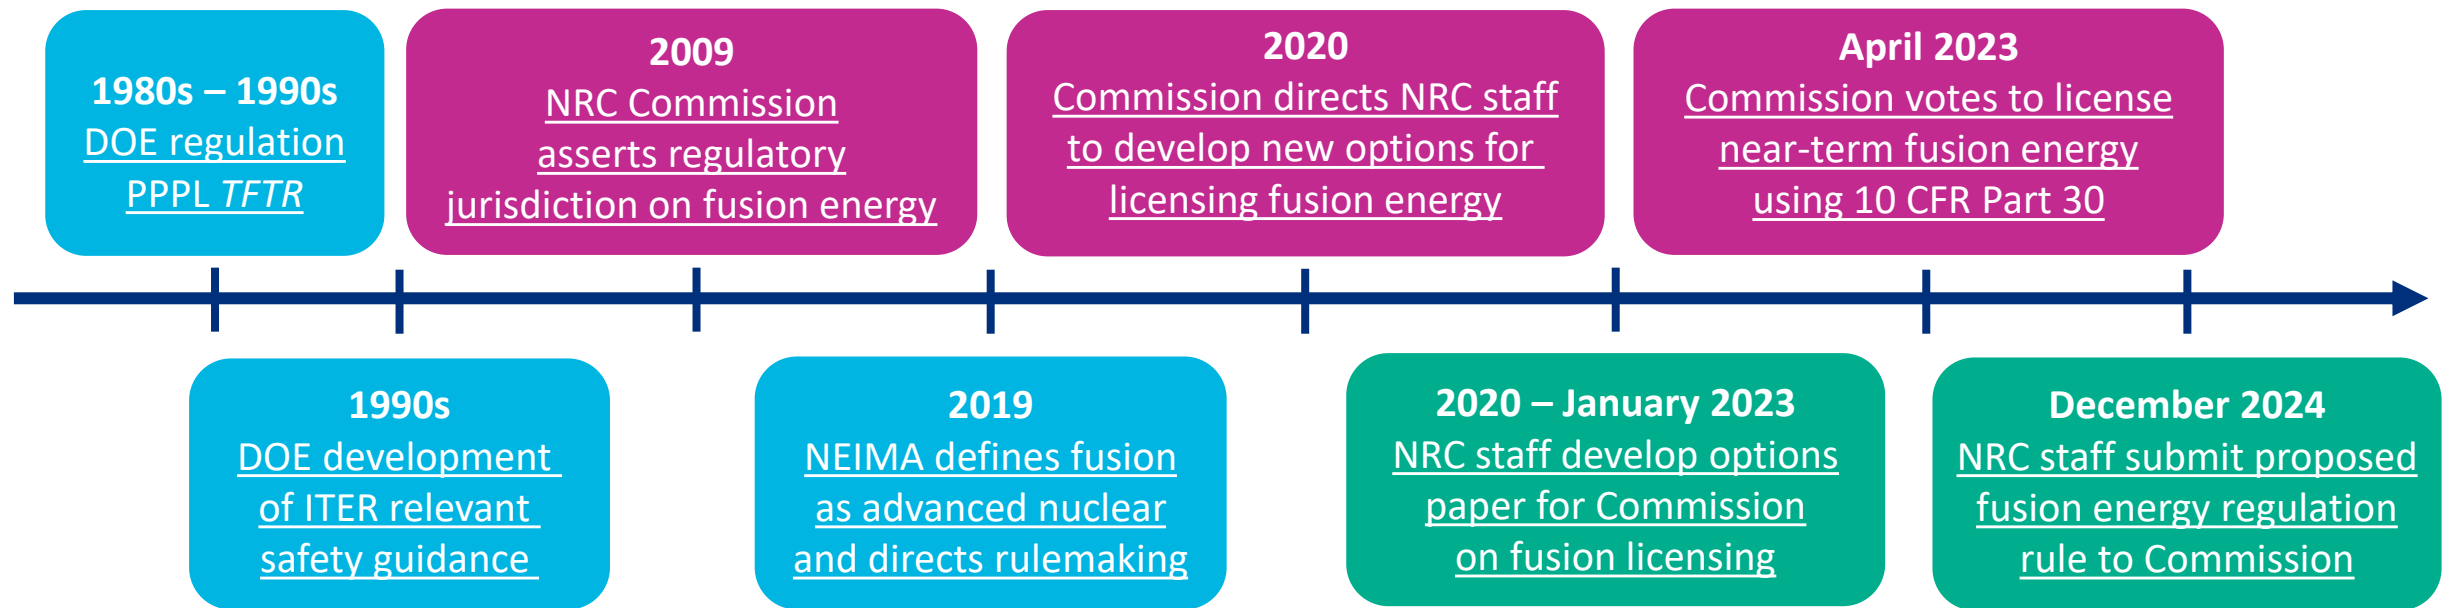 1980s – 1990s
DOE regulation
PPPL TFTR
1990s
DOE development
of ITER relevant
safety guidance
2009
NRC Commission
asserts regulatory
jurisdiction on fusion energy
2019
NEIMA defines fusion
as advanced nuclear
and directs rulemaking
2020
Commission directs NRC staff
to develop new options for
licensing fusion energy
2020 – January 2023
NRC staff develop options
paper for Commission
on fusion licensing
April 2023
Commission votes to license
near-term fusion energy
using 10 CFR Part 30
December 2024
NRC staff submit proposed
fusion energy regulation
rule to Commission